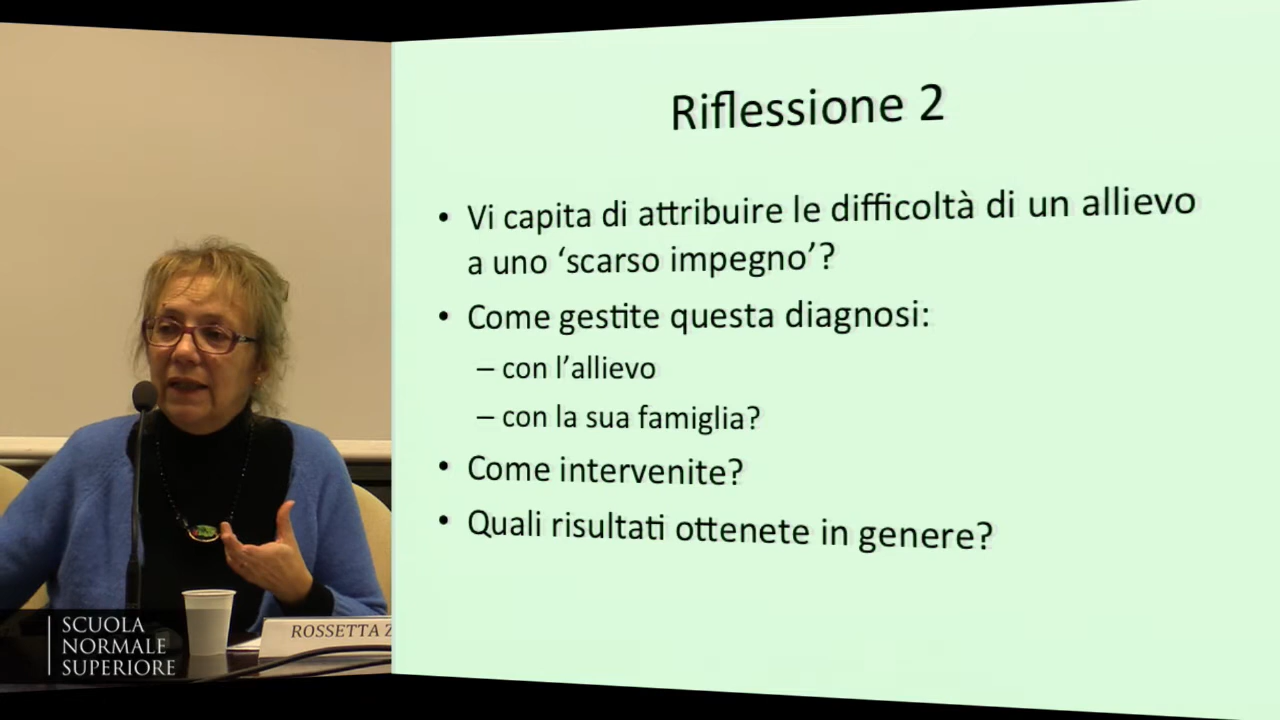 Riflessione 2
• Vi capita di attribuire le difficoltà di un allievo
a uno ‘scarso impegno’?
• Come gestite questa diagnosi:
– con l’allievo
– con la sua famiglia?
• Come intervenite?
• Quali risultati ottenete in genere?
ROSSETTA Z
SCUOLA
NORMALE
SUPERIORE